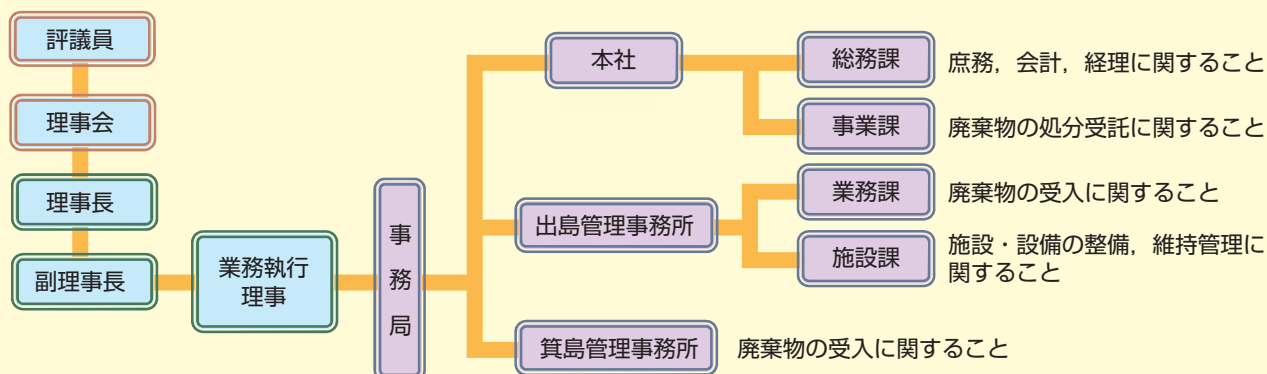 評議員
理事会
理事長
副理事長
業務執行
理事
事務局
本社
総務課
庶務，会計，経理に関すること
事業課
廃棄物の処分受託に関すること
出島管理事務所
業務課
廃棄物の受入に関すること
施設課
施設・設備の整備，維持管理に
関すること
箕島管理事務所
廃棄物の受入に関すること